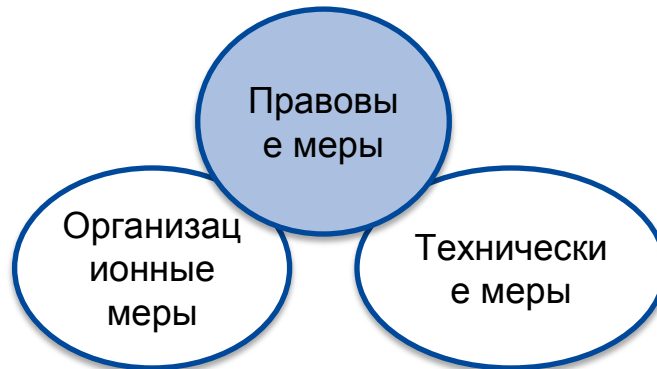 Правовы
е меры
Организац
ионные
меры
Технически
е меры